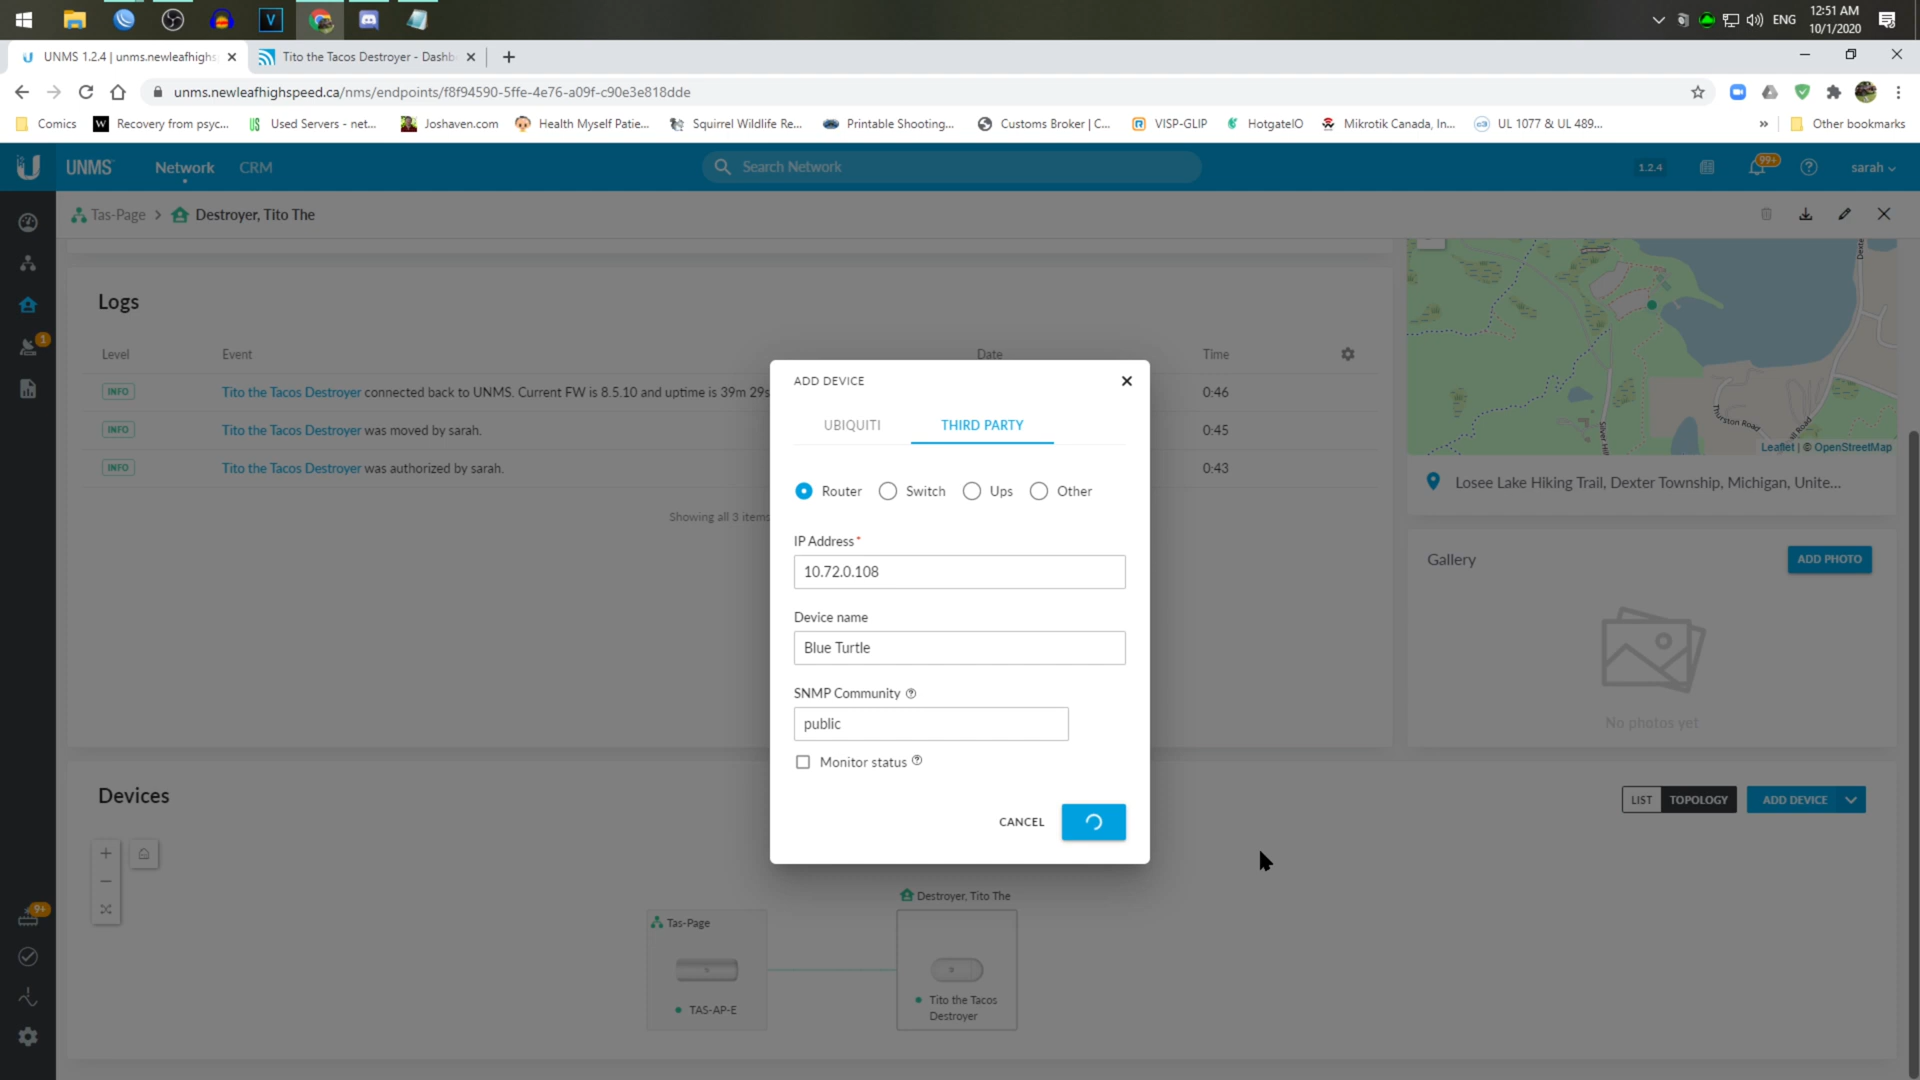 ENG
12:51 AM
10/1/2020
UNMS 1.2.4 | unms.newleafhighs
Tito the Tacos Destroyer - Dashb
unms.newleafhighspeed.ca/nms/endpoints/f8f94590-5ffe-4e76-a09f-c90e3e818dde
Comics
Recovery from psyc...
Used Servers - net...
Joshaven.com
Health Myself Patie...
Squirrel Wildlife Re...
Printable Shooting...
Customs Broker | C...
VISP-GLIP
HotgateIO
Mikrotik Canada, In...
UL 1077 & UL 489...
»
Other bookmarks
UNMS
Network
CRM
Search Network
1.2.4
99+
sarah
Tas-Page > Destroyer, Tito The
Logs
Level
Event
Date
Time
INFO
Tito the Tacos Destroyer connected back to UNMS. Current FW is 8.5.10 and uptime is 39m 29s
0:46
INFO
Tito the Tacos Destroyer was moved by sarah.
0:45
INFO
Tito the Tacos Destroyer was authorized by sarah.
0:43
Showing all 3 items
1
9+
ADD DEVICE
UBIQUITI
THIRD PARTY
Router
Switch
Ups
Other
IP Address*
10.72.0.108
Device name
Blue Turtle
SNMP Community
public
Monitor status
CANCEL
Thurston Road
Leaflet | © OpenStreetMap
Losee Lake Hiking Trail, Dexter Township, Michigan, Unite...
Gallery
ADD PHOTO
No photos yet
Devices
LIST
TOPOLOGY
ADD DEVICE
Tas-Page
TAS-AP-E
Destroyer, Tito The
Tito the Tacos
Destroyer